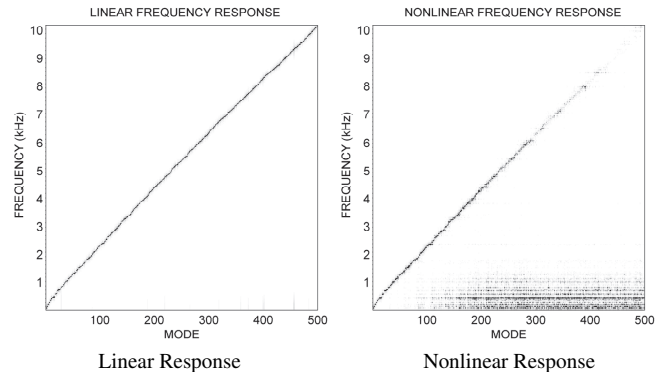 LINEAR FREQUENCY RESPONSE
10
9
8
7
6
5
4
3
2
1
FREQUENCY (kHz)
100 220 300 400 500
MODE
Linear Response
NONLINEAR FREQUENCY RESPONSE
10
9
8
7
6
5
4
3
2
1
FREQUENCY (kHz)
100 200 300 400 500
MODE
Nonlinear Response